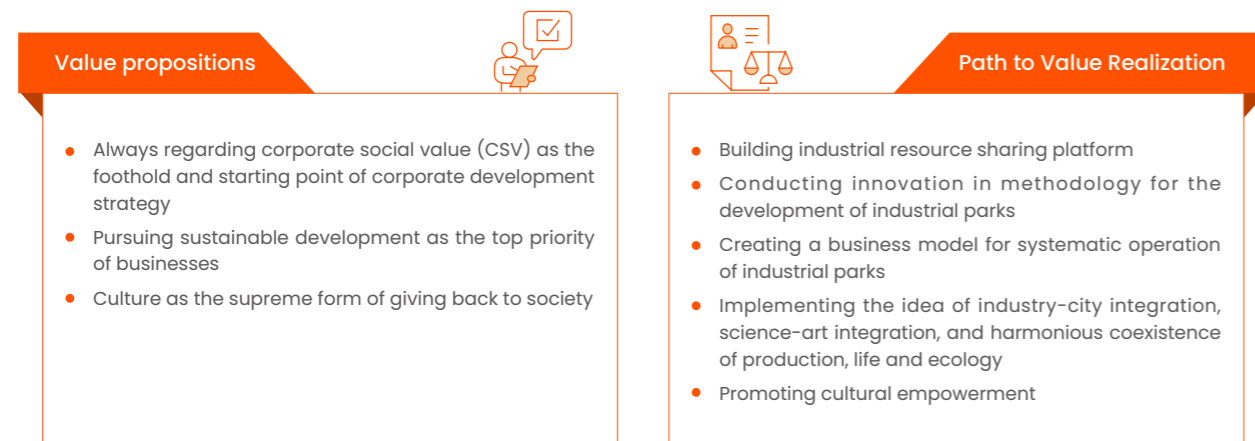 Value propositions
Always regarding corporate social value (CSV) as the
foothold and starting point of corporate development
strategy
Pursuing sustainable development as the top priority
of businesses
Culture as the supreme form of giving back to society
Path to Value Realization
Building industrial resource sharing platform
Conducting innovation in methodology for the
development of industrial parks
Creating a business model for systematic operation
of industrial parks
Implementing the idea of industry-city integration,
science-art integration, and harmonious coexistence
of production, life and ecology
Promoting cultural empowerment